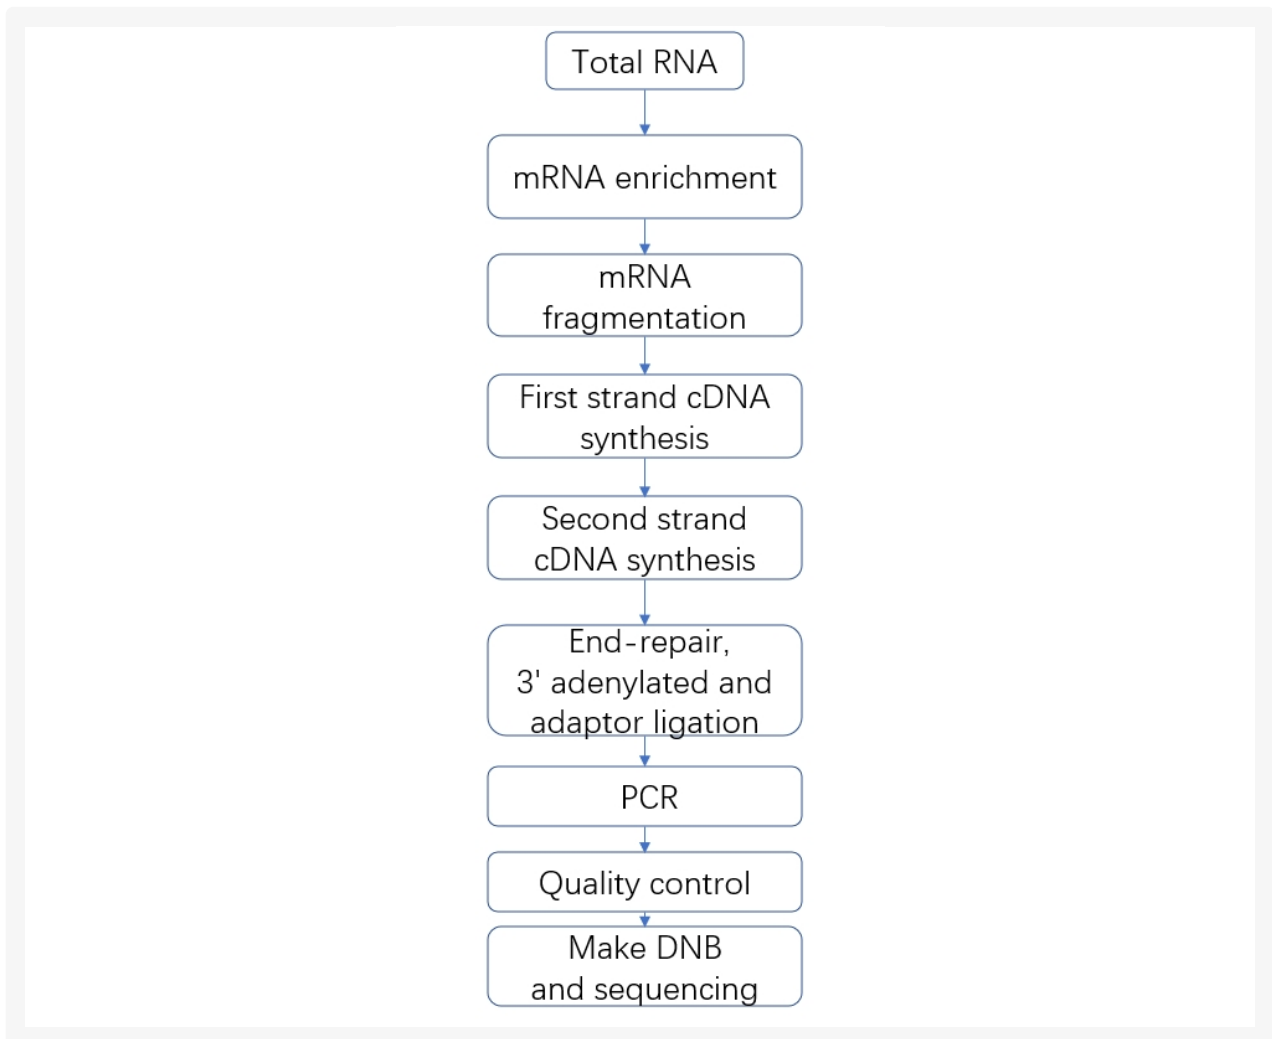 Total RNA
mRNA enrichment
mRNA
fragmentation
First strand cDNA
synthesis
Second strand
cDNA synthesis
End-repair,
3' adenylated and
adaptor ligation
PCR
Quality control
Make DNB
and sequencing